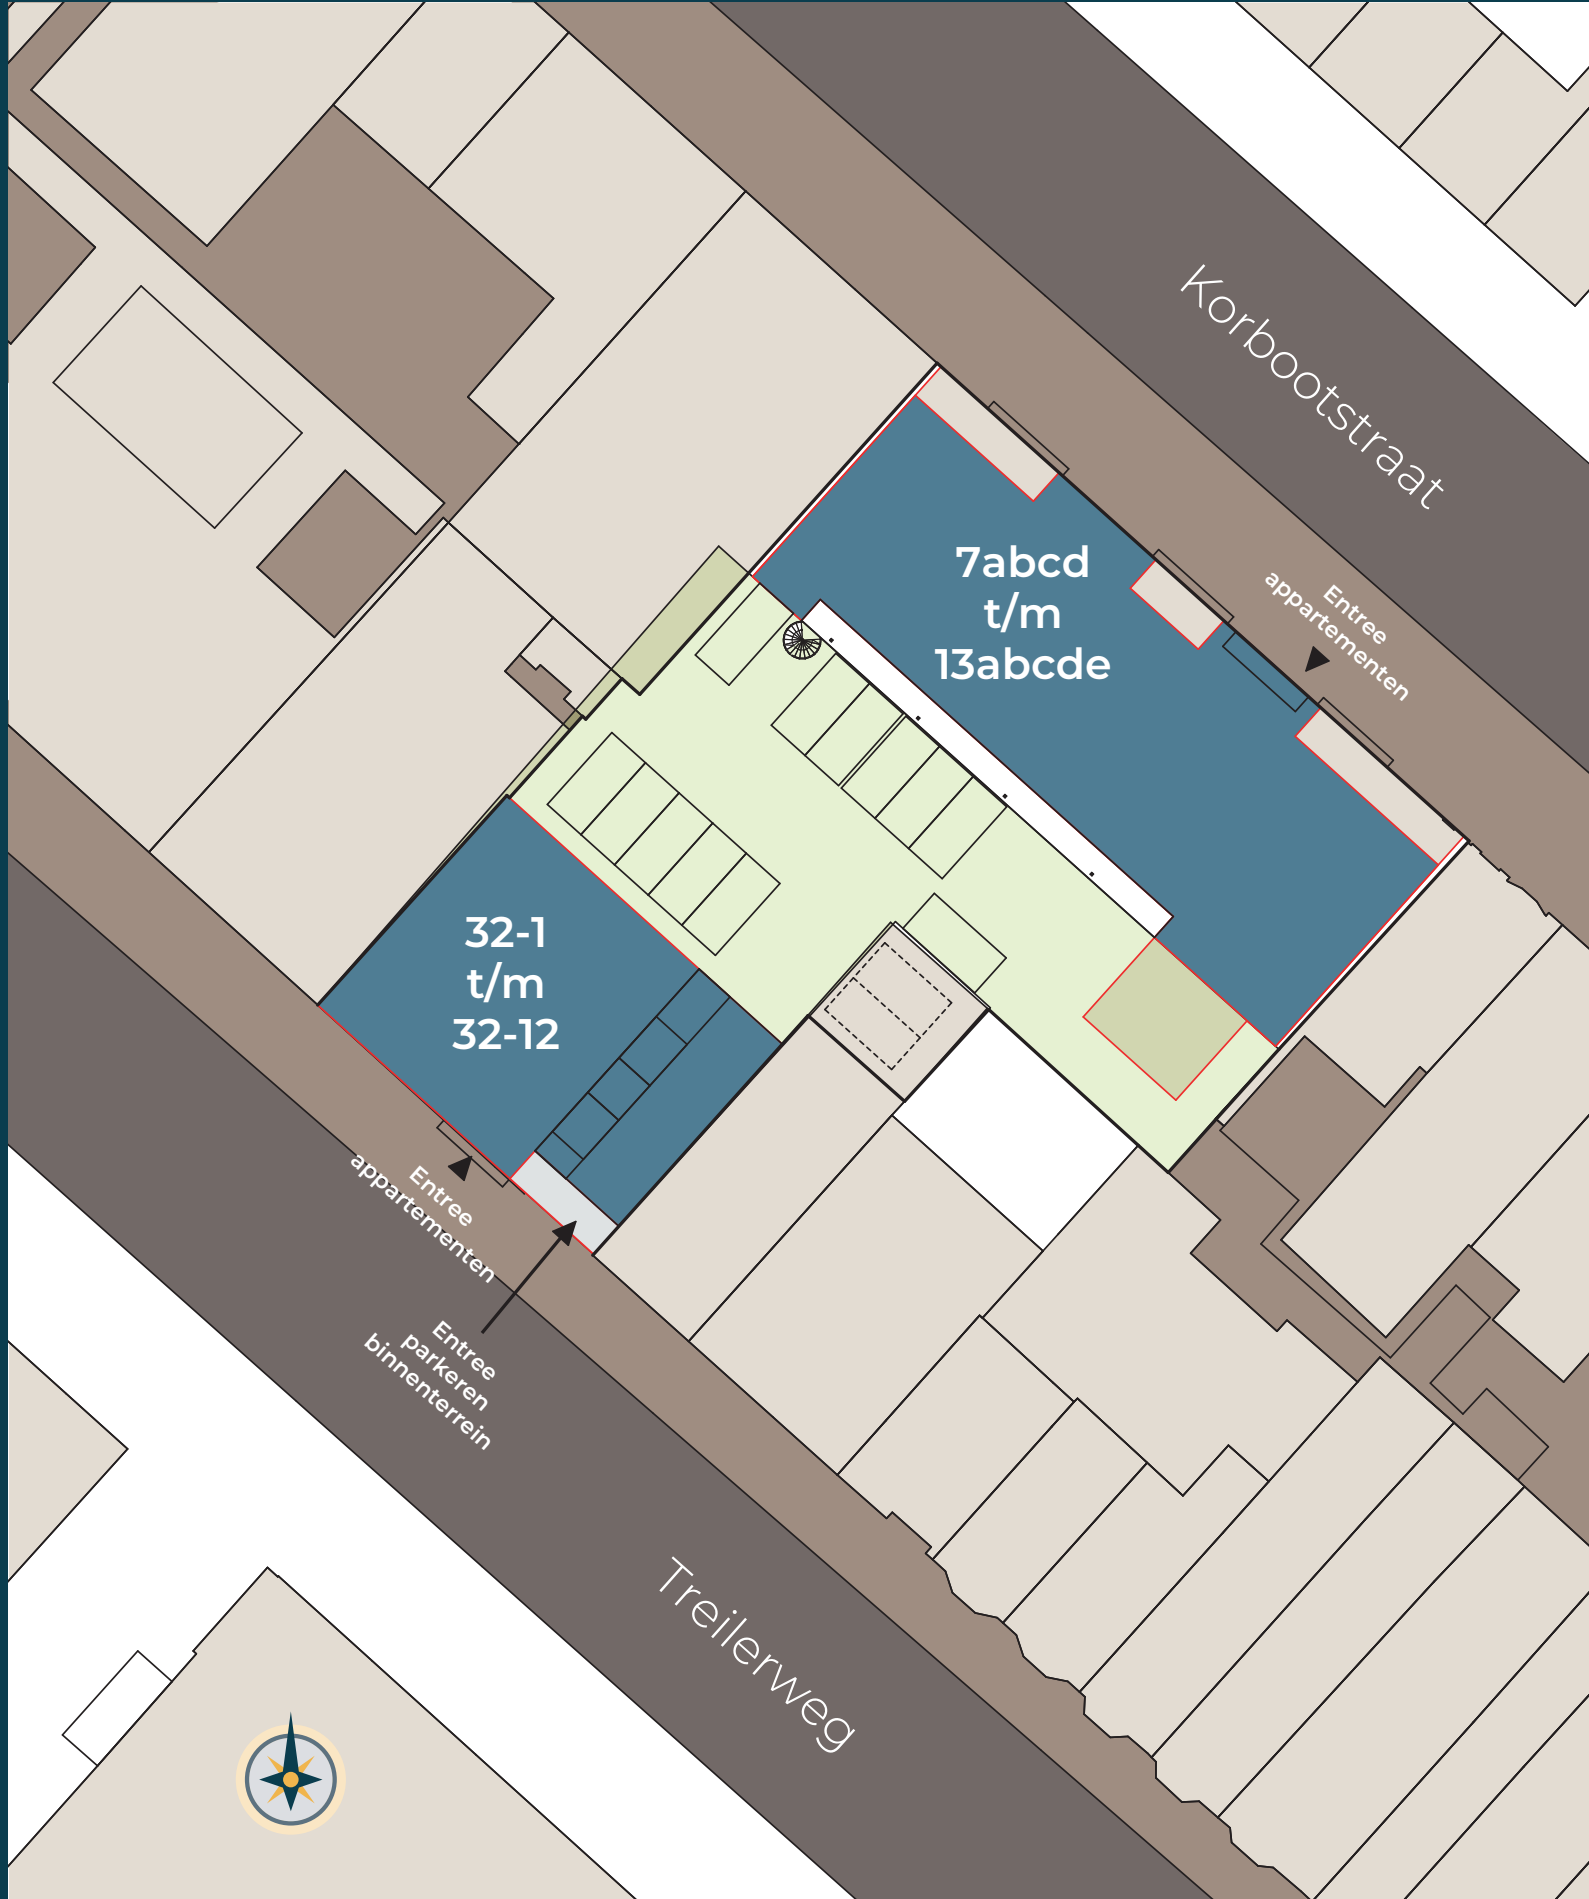 Korbootstraat
7abcd
t/m
13abcde
Entree
appartementen
32-1
t/m
32-12
Entree
appartementen
Entree
parkeren
binnenterrein
Treilerweg